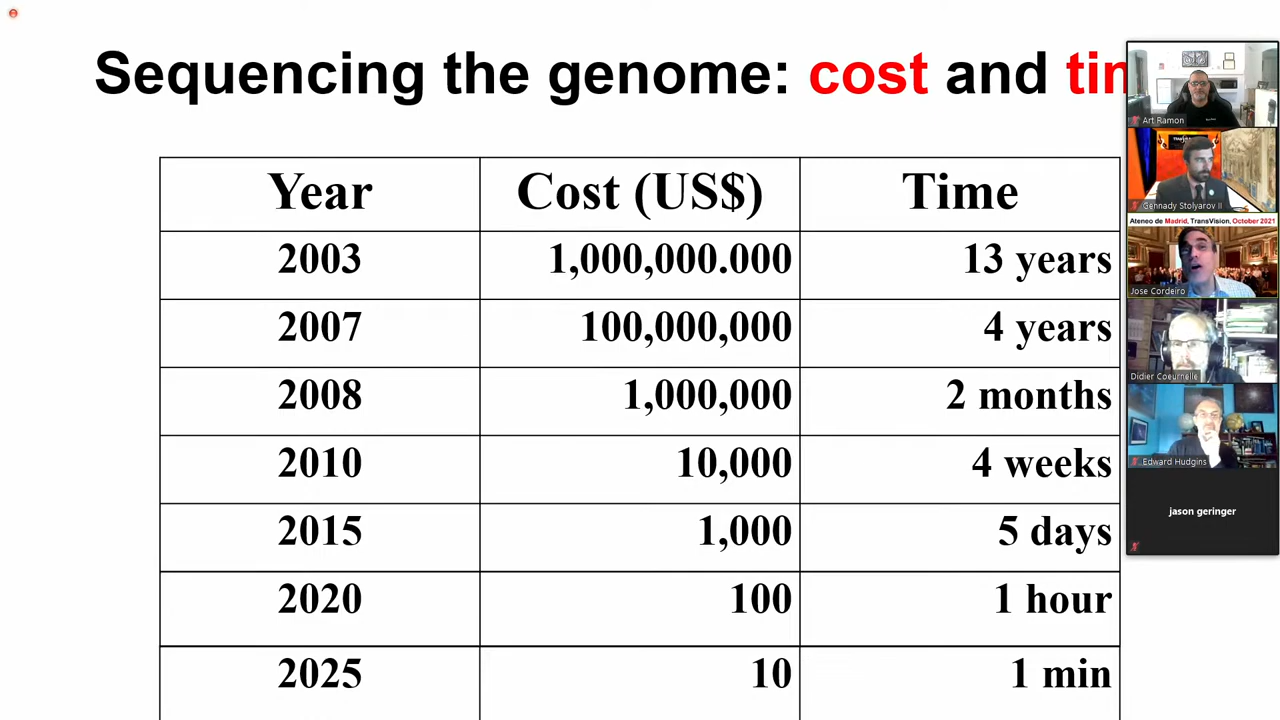 Sequencing the genome: cost and tin
Year Cost (US$) Time
2003 1,000,000.000 13 years
2007 100,000,000 4 years
2008 1,000,000 2 months
2010 10,000 4 weeks
2015 1,000 5 days
2020 100 1 hour
2025 10 1 min
Art Ramon
Gennady Stolyarov II
Ateneo de Madrid, TransVision, October 2021
Jose Cordeiro
Didier Coeurnelle
Edward Hudgins
jason geringer